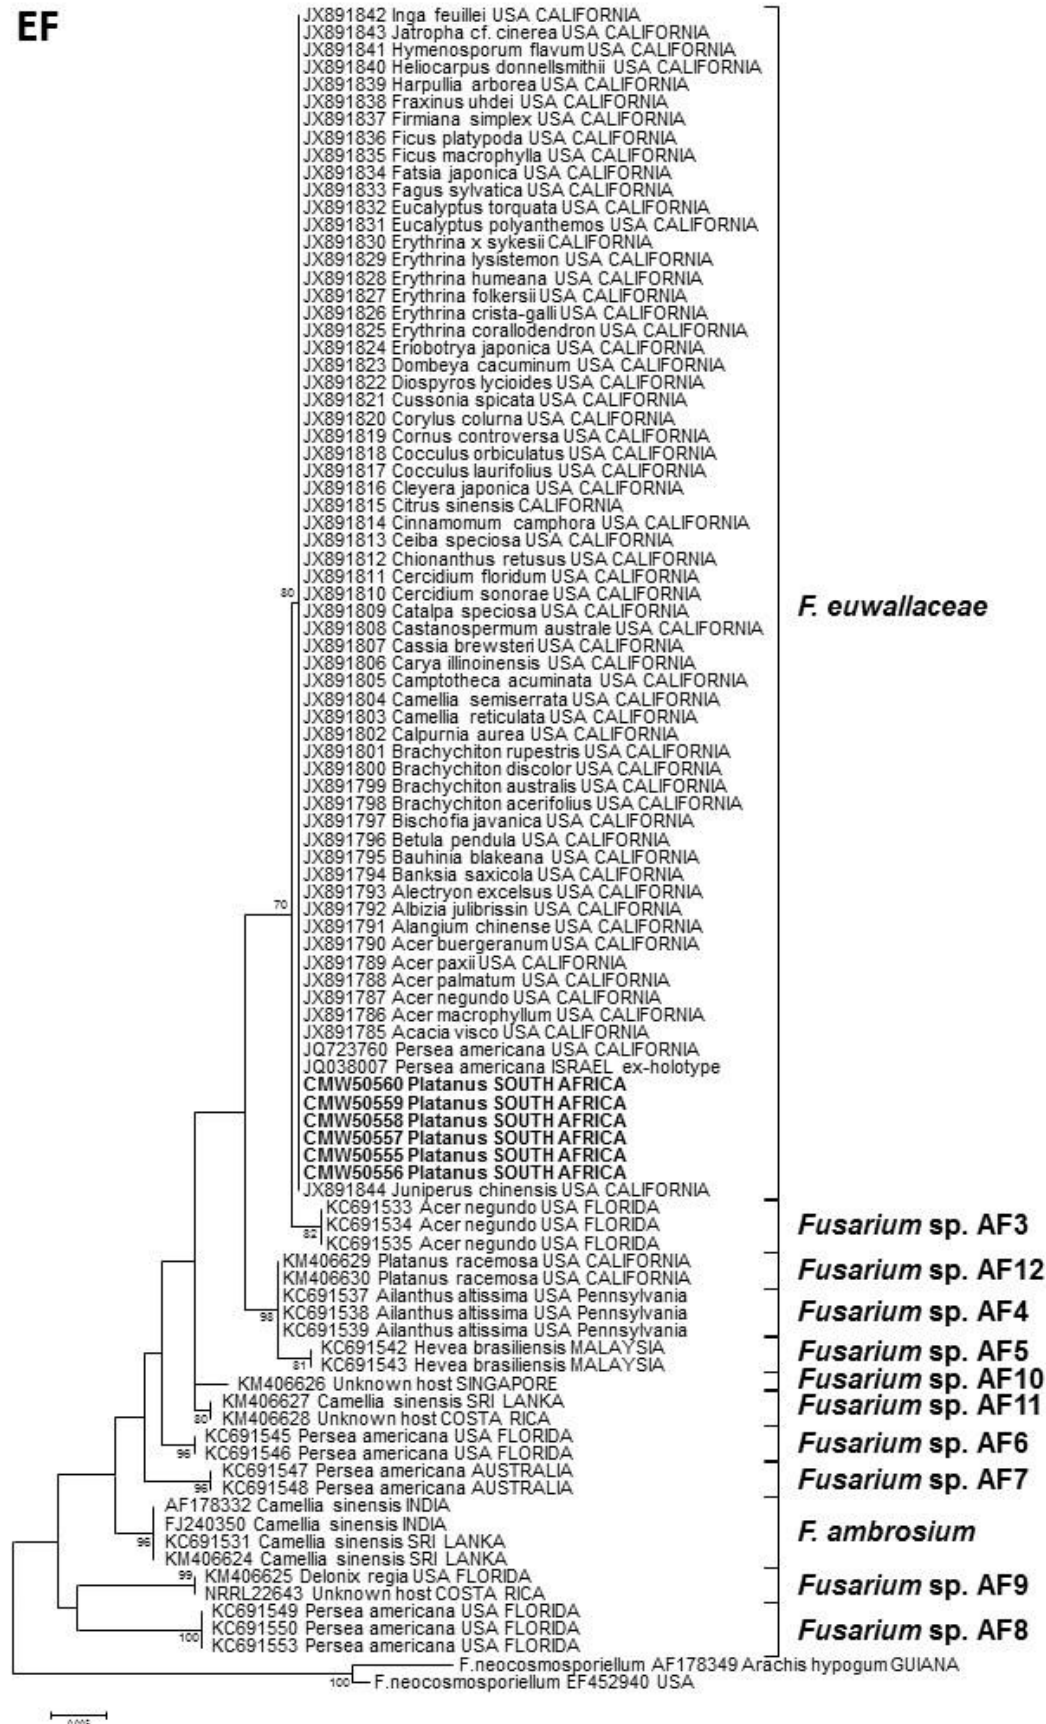 EF
JX891842 Inga feuillei USA CALIFORNIA
JX891843 Jatropha cf. cinerea USA CALIFORNIA
JX891841 Hymenosporum flavum USA CALIFORNIA
JX891840 Heliocarpus donnellsmithii USA CALIFORNIA
JX891839 Harpullia arborea USA CALIFORNIA
JX891838 Fraxinus uhdei USA CALIFORNIA
JX891837 Firmiana simplex USA CALIFORNIA
JX891836 Ficus platypoda USA CALIFORNIA
JX891835 Ficus macrophylla USA CALIFORNIA
JX891834 Fatsia japonica USA CALIFORNIA
JX891833 Fagus sylvatica USA CALIFORNIA
JX891832 Eucalyptus torquata USA CALIFORNIA
JX891831 Eucalyptus polyanthemos USA CALIFORNIA
JX891830 Erythrina x sykesii CALIFORNIA
JX891829 Erythrina lysistemon USA CALIFORNIA
JX891828 Erythrina humeana USA CALIFORNIA
JX891827 Erythrina folkersii USA CALIFORNIA
JX891826 Erythrina crista-galli USA CALIFORNIA
JX891825 Erythrina corallodendron USA CALIFORNIA
JX891824 Eriobotrya japonica USA CALIFORNIA
JX891823 Dombeya cacuminum USA CALIFORNIA
JX891822 Diospyros lycioides USA CALIFORNIA
JX891821 Cussonia spicata USA CALIFORNIA
JX891820 Corylus colurna USA CALIFORNIA
JX891819 Cornus controversa USA CALIFORNIA
JX891818 Cocculus orbiculatus USA CALIFORNIA
JX891817 Cocculus laurifolius USA CALIFORNIA
JX891816 Cleyera japonica USA CALIFORNIA
JX891815 Citrus sinensis CALIFORNIA
JX891814 Cinnamomum camphora USA CALIFORNIA
JX891813 Ceiba speciosa USA CALIFORNIA
JX891812 Chionanthus retusus USA CALIFORNIA
JX891811 Cercidium floridum USA CALIFORNIA
JX891810 Cercidium sonorae USA CALIFORNIA
80
JX891809 Catalpa speciosa USA CALIFORNIA
F. euwallaceae
JX891808 Castanospermum australe USA CALIFORNIA
JX891807 Cassia brewsteri USA CALIFORNIA
JX891806 Carya illinoinensis USA CALIFORNIA
JX891805 Camptotheca acuminata USA CALIFORNIA
JX891804 Camellia semiserrata USA CALIFORNIA
JX891803 Camellia reticulata USA CALIFORNIA
JX891802 Calpurnia aurea USA CALIFORNIA
JX891801 Brachychiton rupestris USA CALIFORNIA
JX891800 Brachychiton discolor USA CALIFORNIA
JX891799 Brachychiton australis USA CALIFORNIA
JX891798 Brachychiton acerifolius USA CALIFORNIA
JX891797 Bischofia javanica USA CALIFORNIA
JX891796 Betula pendula USA CALIFORNIA
JX891795 Bauhinia blakeana USA CALIFORNIA
JX891794 Banksia saxicola USA CALIFORNIA
JX891793 Alectryon excelsus USA CALIFORNIA
70
JX891792 Albizia julibrissin USA CALIFORNIA
JX891791 Alangium chinense USA CALIFORNIA
JX891790 Acer buergeranum USA CALIFORNIA
JX891789 Acer paxii USA CALIFORNIA
JX891788 Acer palmatum USA CALIFORNIA
JX891787 Acer negundo USA CALIFORNIA
JX891786 Acer macrophyllum USA CALIFORNIA
JX891785 Acacia visco USA CALIFORNIA
JQ723760 Persea americana USA CALIFORNIA
JQ038007 Persea americana ISRAEL ex-holotype
CMW50560 Platanus SOUTH AFRICA
CMW50559 Platanus SOUTH AFRICA
CMW50558 Platanus SOUTH AFRICA
CMW50557 Platanus SOUTH AFRICA
CMW50555 Platanus SOUTH AFRICA
CMW50556 Platanus SOUTH AFRICA
JX891844 Juniperus chinensis USA CALIFORNIA
KC691533 Acer negundo USA FLORIDA
KC691534 Acer negundo USA FLORIDA
Fusarium sp. AF3
82
KC691535 Acer negundo USA FLORIDA
KM406629 Platanus racemosa USA CALIFORNIA
Fusarium sp. AF12
KM406630 Platanus racemosa USA CALIFORNIA
KC691537 Ailanthus altissima USA Pennsylvania
98
KC691538 Ailanthus altissima USA Pennsylvania
Fusarium sp. AF4
KC691539 Ailanthus altissima USA Pennsylvania
KC691542 Hevea brasiliensis MALAYSIA
Fusarium sp. AF5
81
KC691543 Hevea brasiliensis MALAYSIA
KM406626 Unknown host SINGAPORE
Fusarium sp. AF10
KM406627 Camellia sinensis SRI LANKA
Fusarium sp. AF11
80
KM406628 Unknown host COSTA RICA
KC691545 Persea americana USA FLORIDA
Fusarium sp. AF6
96
KC691546 Persea americana USA FLORIDA
KC691547 Persea americana AUSTRALIA
Fusarium sp. AF7
96
KC691548 Persea americana AUSTRALIA
AF178332 Camellia sinensis INDIA
FJ240350 Camellia sinensis INDIA
F. ambrosium
96
KC691531 Camellia sinensis SRI LANKA
KM406624 Camellia sinensis SRI LANKA
99
KM406625 Delonix regia USA FLORIDA
Fusarium sp. AF9
NRRL22643 Unknown host COSTA RICA
KC691549 Persea americana USA FLORIDA
KC691550 Persea americana USA FLORIDA
Fusarium sp. AF8
100
KC691553 Persea americana USA FLORIDA
F.neocosmosporiellum AF178349 Arachis hypogum GUIANA
100
F.neocosmosporiellum EF452940 USA